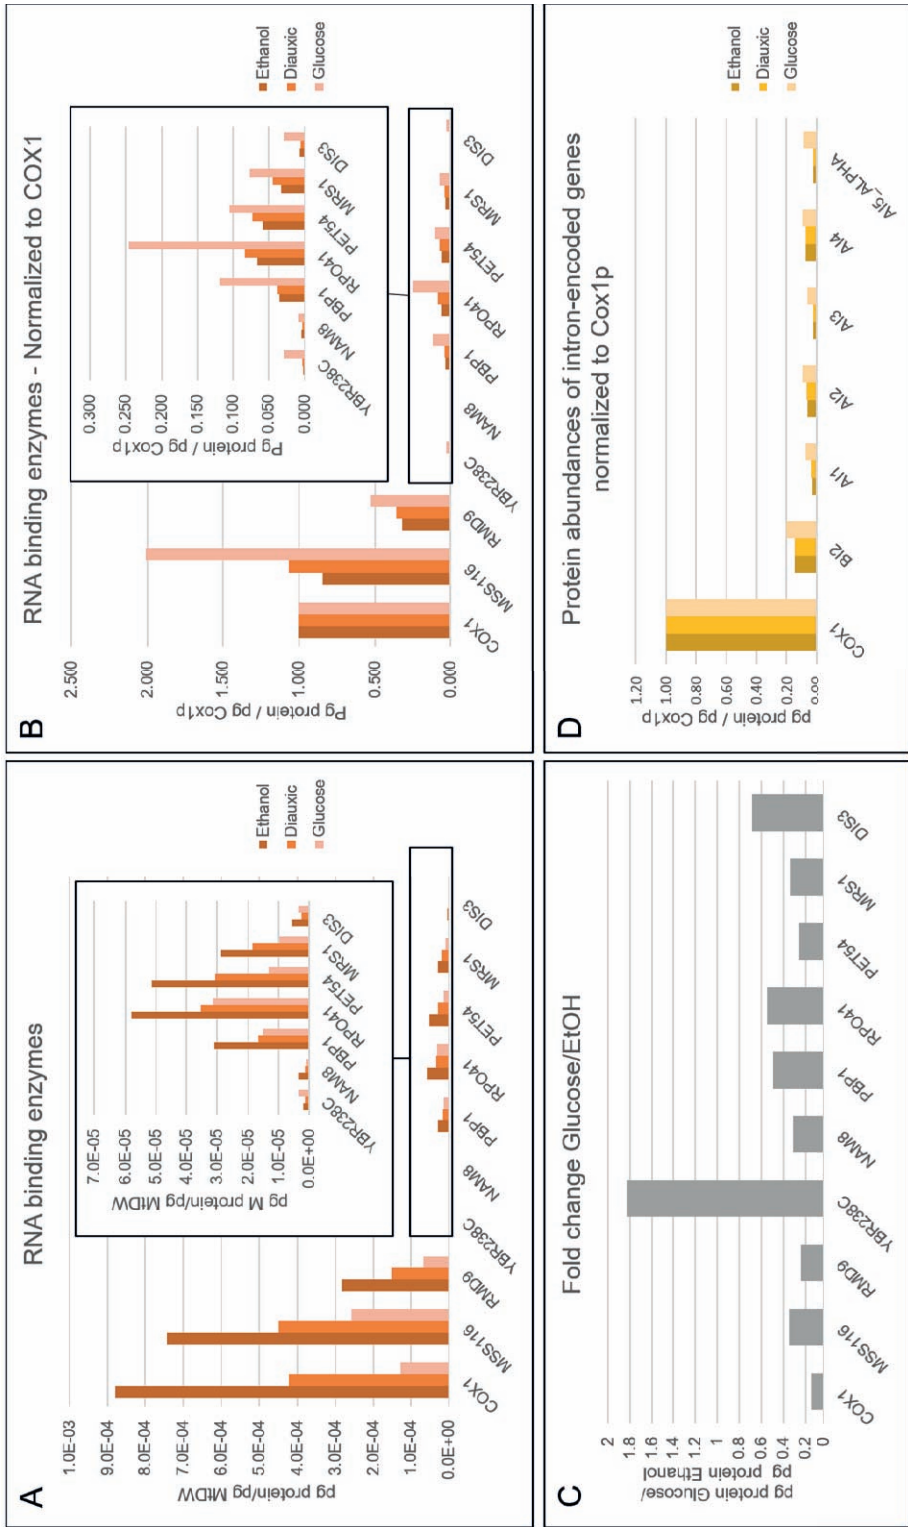 A
RNA binding enzymes
pg protein/pg MtDW
1.0E-03
9.0E-04
8.0E-04
7.0E-04
6.0E-04
5.0E-04
4.0E-04
3.0E-04
2.0E-04
1.0E-04
0.0E+00
COX1
MSS116
RMD9
YBR238C
NAM8
PBP1
RPO41
PET54
MRS1
DIS3
pg M protein/pg MtDW
7.0E-05
6.0E-05
5.0E-05
4.0E-05
3.0E-05
2.0E-05
1.0E-05
0.0E+00
YBR238C
NAM8
PBP1
RPO41
PET54
MRS1
DIS3
Ethanol
Diauxic
Glucose
B
RNA binding enzymes - Normalized to COX1
Pg protein / pg Cox1p
2.500
2.000
1.500
1.000
0.500
0.000
COX1
MSS116
RMD9
YBR238C
NAM8
PBP1
RPO41
PET54
MRS1
DIS3
Pg protein / pg Cox1p
0.300
0.250
0.200
0.150
0.100
0.050
0.000
YBR238C
NAM8
PBP1
RPO41
PET54
MRS1
DIS3
Ethanol
Diauxic
Glucose
C
Fold change Glucose/EtOH
pg protein Glucose/
pg protein Ethanol
2
1.8
1.6
1.4
1.2
1
0.8
0.6
0.4
0.2
0
COX1
MSS116
RMD9
YBR238C
NAM8
PBP1
RPO41
PET54
MRS1
DIS3
D
Protein abundances of intron-encoded genes
normalized to Cox1p
pg protein / pg Cox1p
1.20
1.00
0.80
0.60
0.40
0.20
0.00
COX1
BI2
AI1
AI2
AI3
AI4
AI5_ALPHA
Ethanol
Diauxic
Glucose